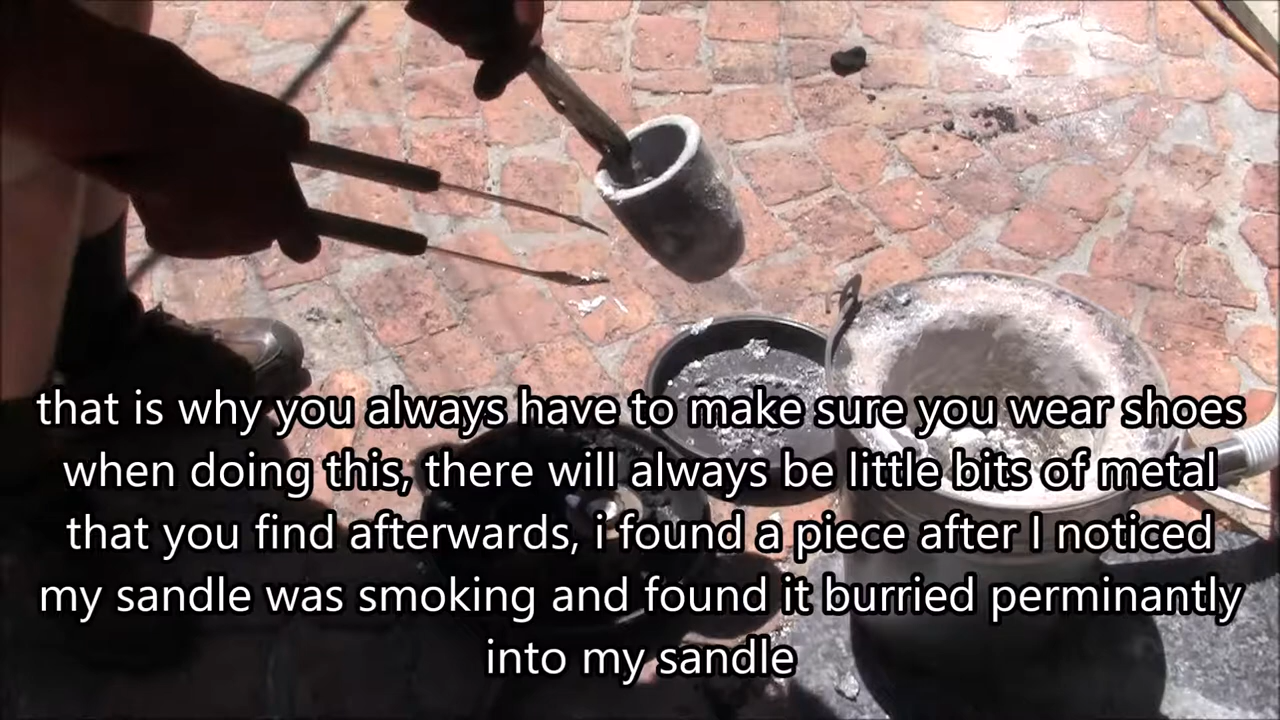 that is why you always have to make sure you wear shoes
when doing this, there will always be little bits of metal
that you find afterwards, i found a piece after I noticed
my sandle was smoking and found it burried perminantly
into my sandle